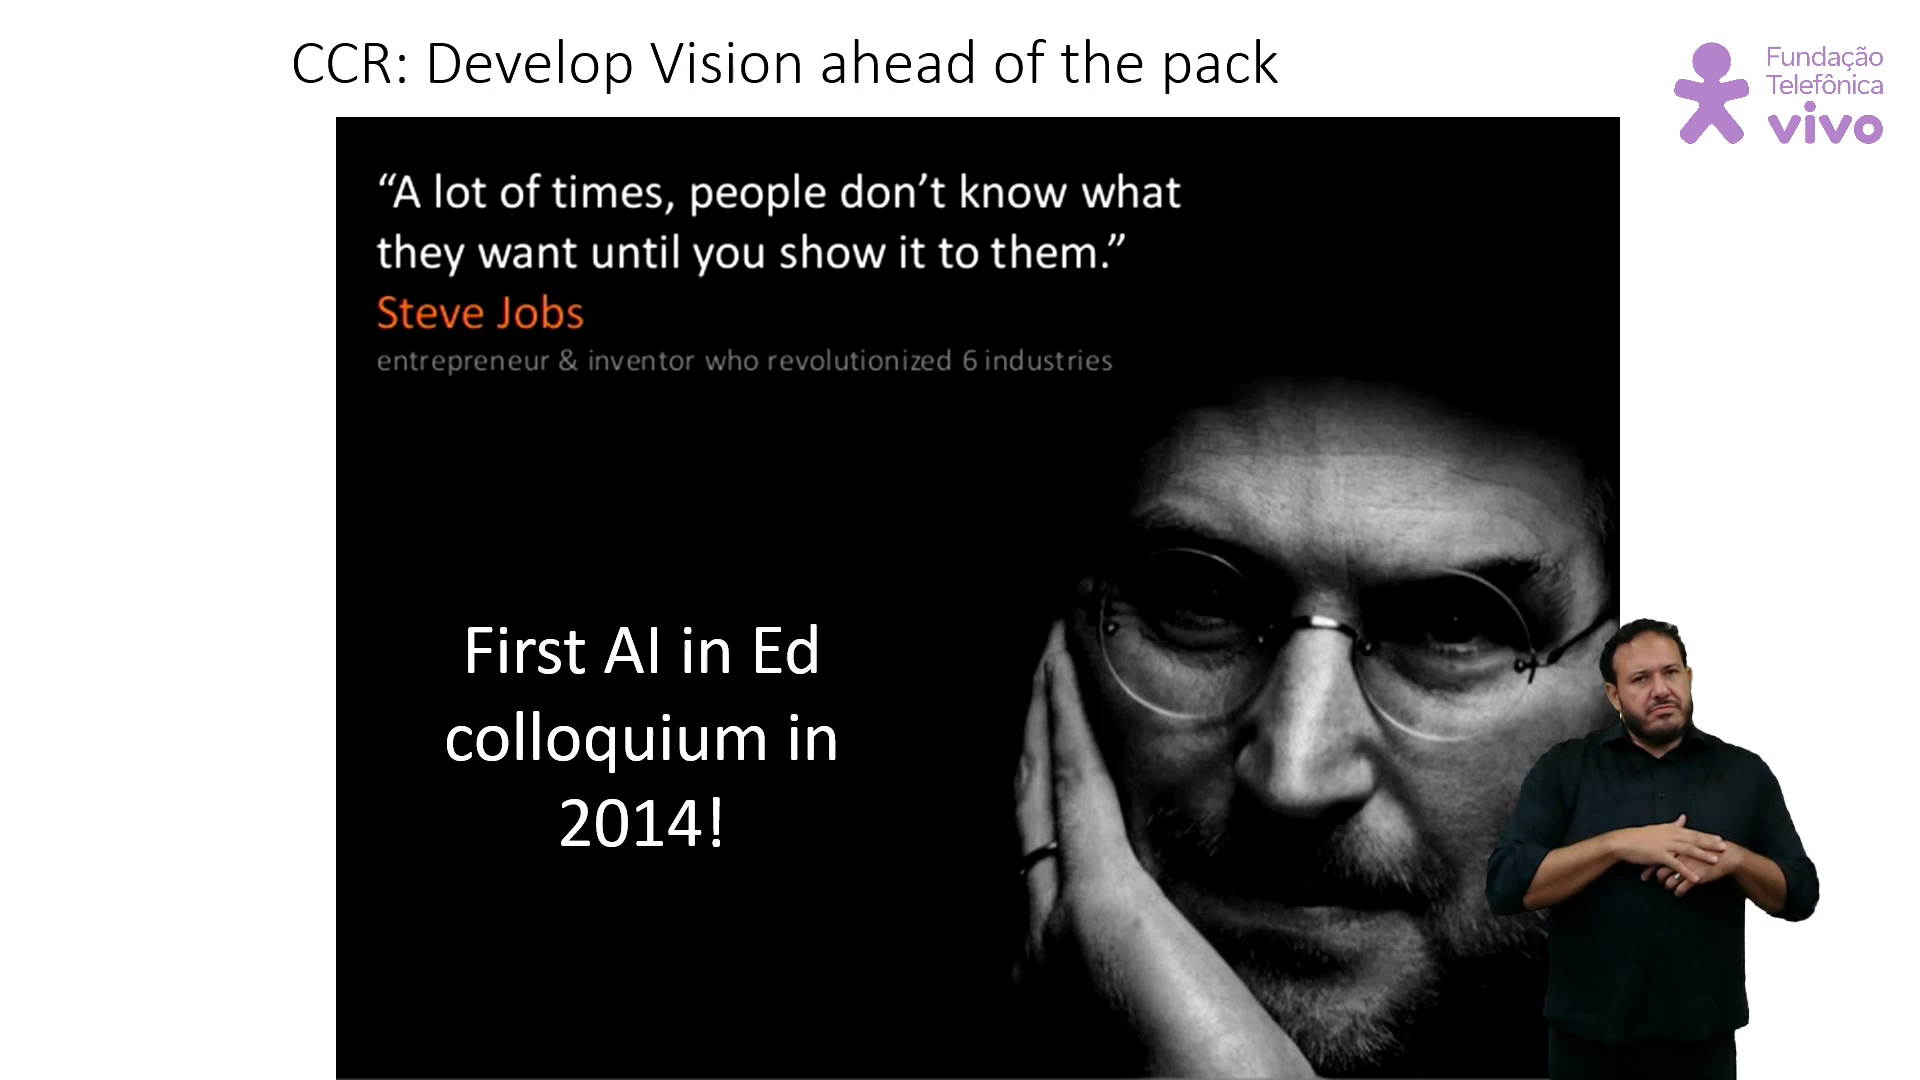 CCR: Develop Vision ahead of the pack
Fundação
Telefônica
vivo
“A lot of times, people don’t know what
they want until you show it to them.”
Steve Jobs
entrepreneur & inventor who revolutionized 6 industries
First AI in Ed
colloquium in
2014!